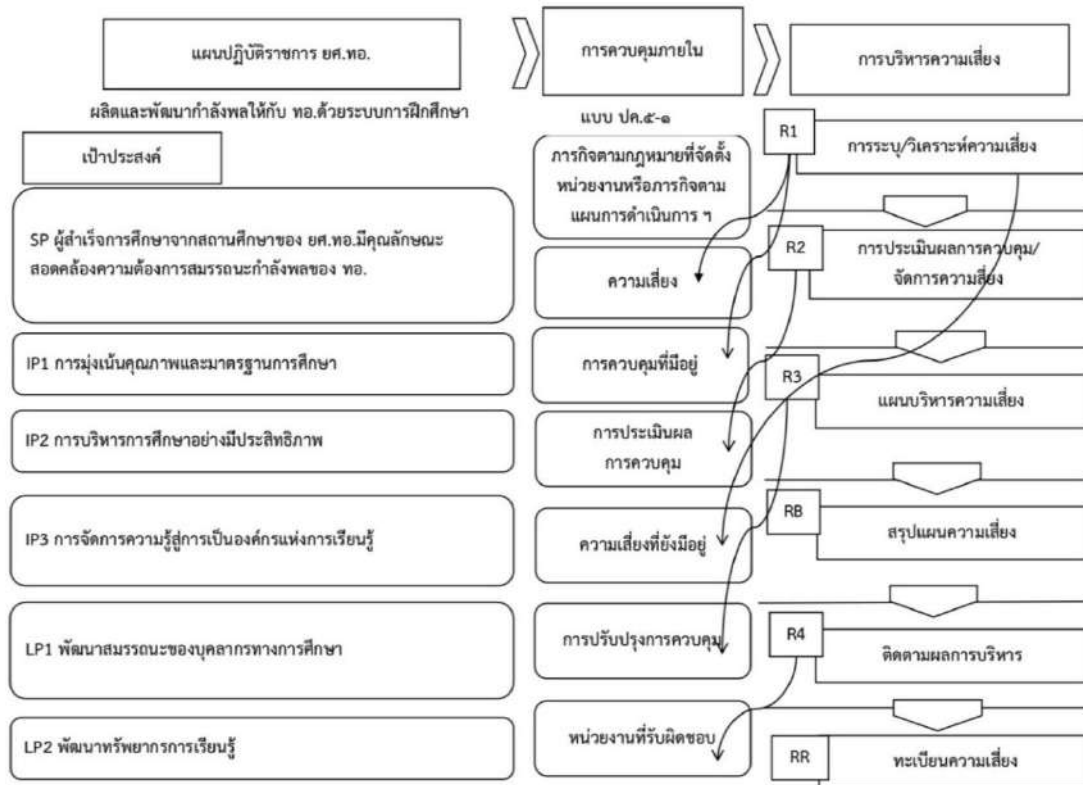 แผนปฏิบัติราชการ ยศ.ทอ.
การควบคุมภายใน
การบริหารความเสี่ยง
ผลิตและพัฒนากำลังพลให้กับ ทอ.ด้วยระบบการฝึกศึกษา
แบบ ปค.๕-๑
เป้าประสงค์
SP ผู้สำเร็จการศึกษาจากสถานศึกษาของ ยศ.ทอ.มีคุณลักษณะ
สอดคล้องความต้องการสมรรถนะกำลังพลของ ทอ.
IP1 การมุ่งเน้นคุณภาพและมาตรฐานการศึกษา
IP2 การบริหารการศึกษาอย่างมีประสิทธิภาพ
IP3 การจัดการความรู้สู่การเป็นองค์กรแห่งการเรียนรู้
LP1 พัฒนาสมรรถนะของบุคลากรทางการศึกษา
LP2 พัฒนาทรัพยากรการเรียนรู้
ภารกิจตามกฎหมายที่จัดตั้ง
หน่วยงานหรือภารกิจตาม
แผนการดำเนินการ ฯ
ความเสี่ยง
การควบคุมที่มีอยู่
การประเมินผล
การควบคุม
ความเสี่ยงที่ยังมีอยู่
การปรับปรุงการควบคุม
หน่วยงานที่รับผิดชอบ
R1
การระบุ/วิเคราะห์ความเสี่ยง
R2
การประเมินผลการควบคุม/
จัดการความเสี่ยง
R3
แผนบริหารความเสี่ยง
RB
สรุปแผนความเสี่ยง
R4
ติดตามผลการบริหาร
RR
ทะเบียนความเสี่ยง